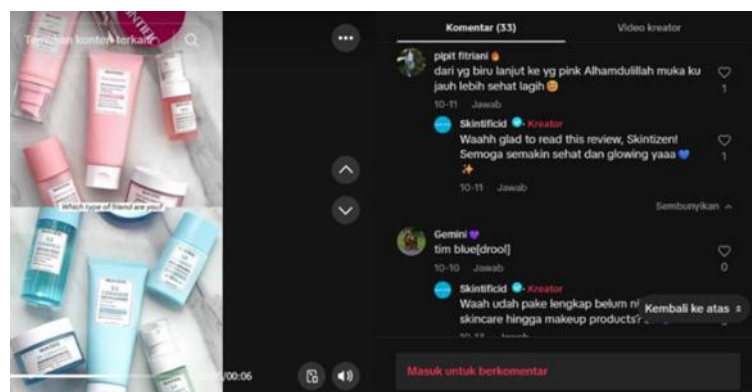 Temukan konten terkait
Which type of friend are you?
/00:06
Komentar (33)
Video kreator
pipit fitriani
dari yg biru lanjut ke yg pink Alhamdulillah muka ku
jauh lebih sehat lagih
1
10-11 Jawab
Skintificid · Kreator
Waahh glad to read this review, Skintizen!
Semoga semakin sehat dan glowing yaaa
1
10-11 Jawab
Sembunyikan
Gemini
tim blue[drool]
0
10-10 Jawab
Skintificid · Kreator
Waah udah pake lengkap belum
skincare hingga makeup products?
Kembali ke atas
Masuk untuk berkomentar